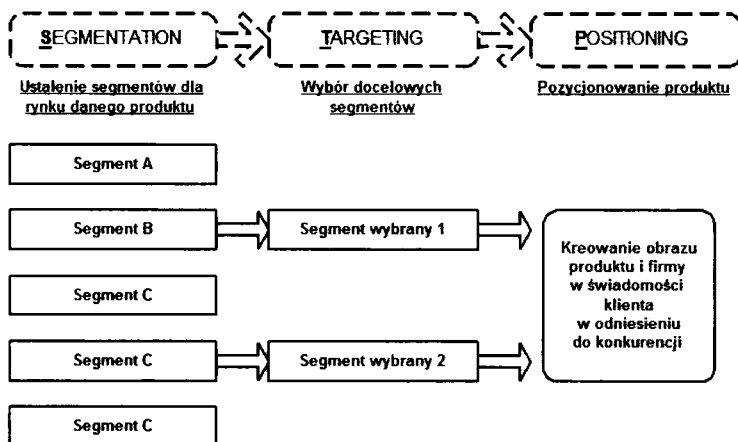 SEGMENTATION
TARGETING
POSITIONING
Ustalenie segmentów dla
rynku danego produktu
Wybór docelowych
segmentów
Pozycjonowanie produktu
Segment A
Segment B
Segment wybrany 1
Segment C
Segment C
Segment wybrany 2
Segment C
Kreowanie obrazu
produktu i firmy
w świadomości
klienta
w odniesieniu
do konkurencji